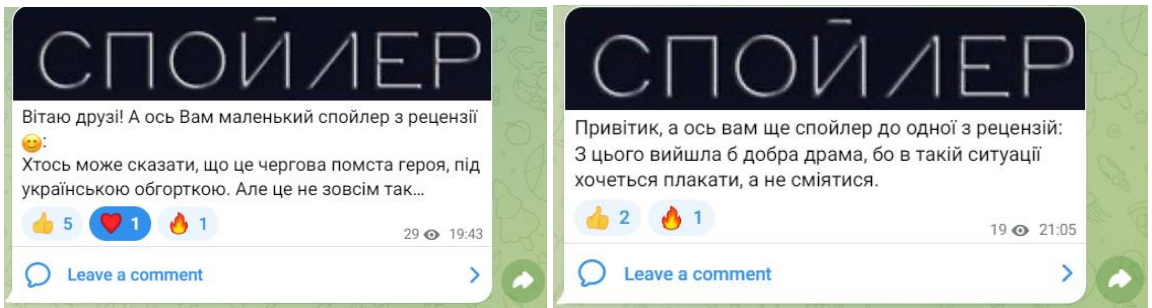 СПОЙЛЕР
Вітаю друзі! А ось Вам маленький спойлер з рецензії
😊:
Хтось може сказати, що це чергова помста героя, під
українською обгорткою. Але це не зовсім так...
👍 5 ❤️ 1 🔥 1
29 19:43
Leave a comment
СПОЙЛЕР
Привітик, а ось вам ще спойлер до одної з рецензій:
З цього вийшла б добра драма, бо в такій ситуації
хочеться плакати, а не сміятися.
👍 2 🔥 1
19 21:05
Leave a comment